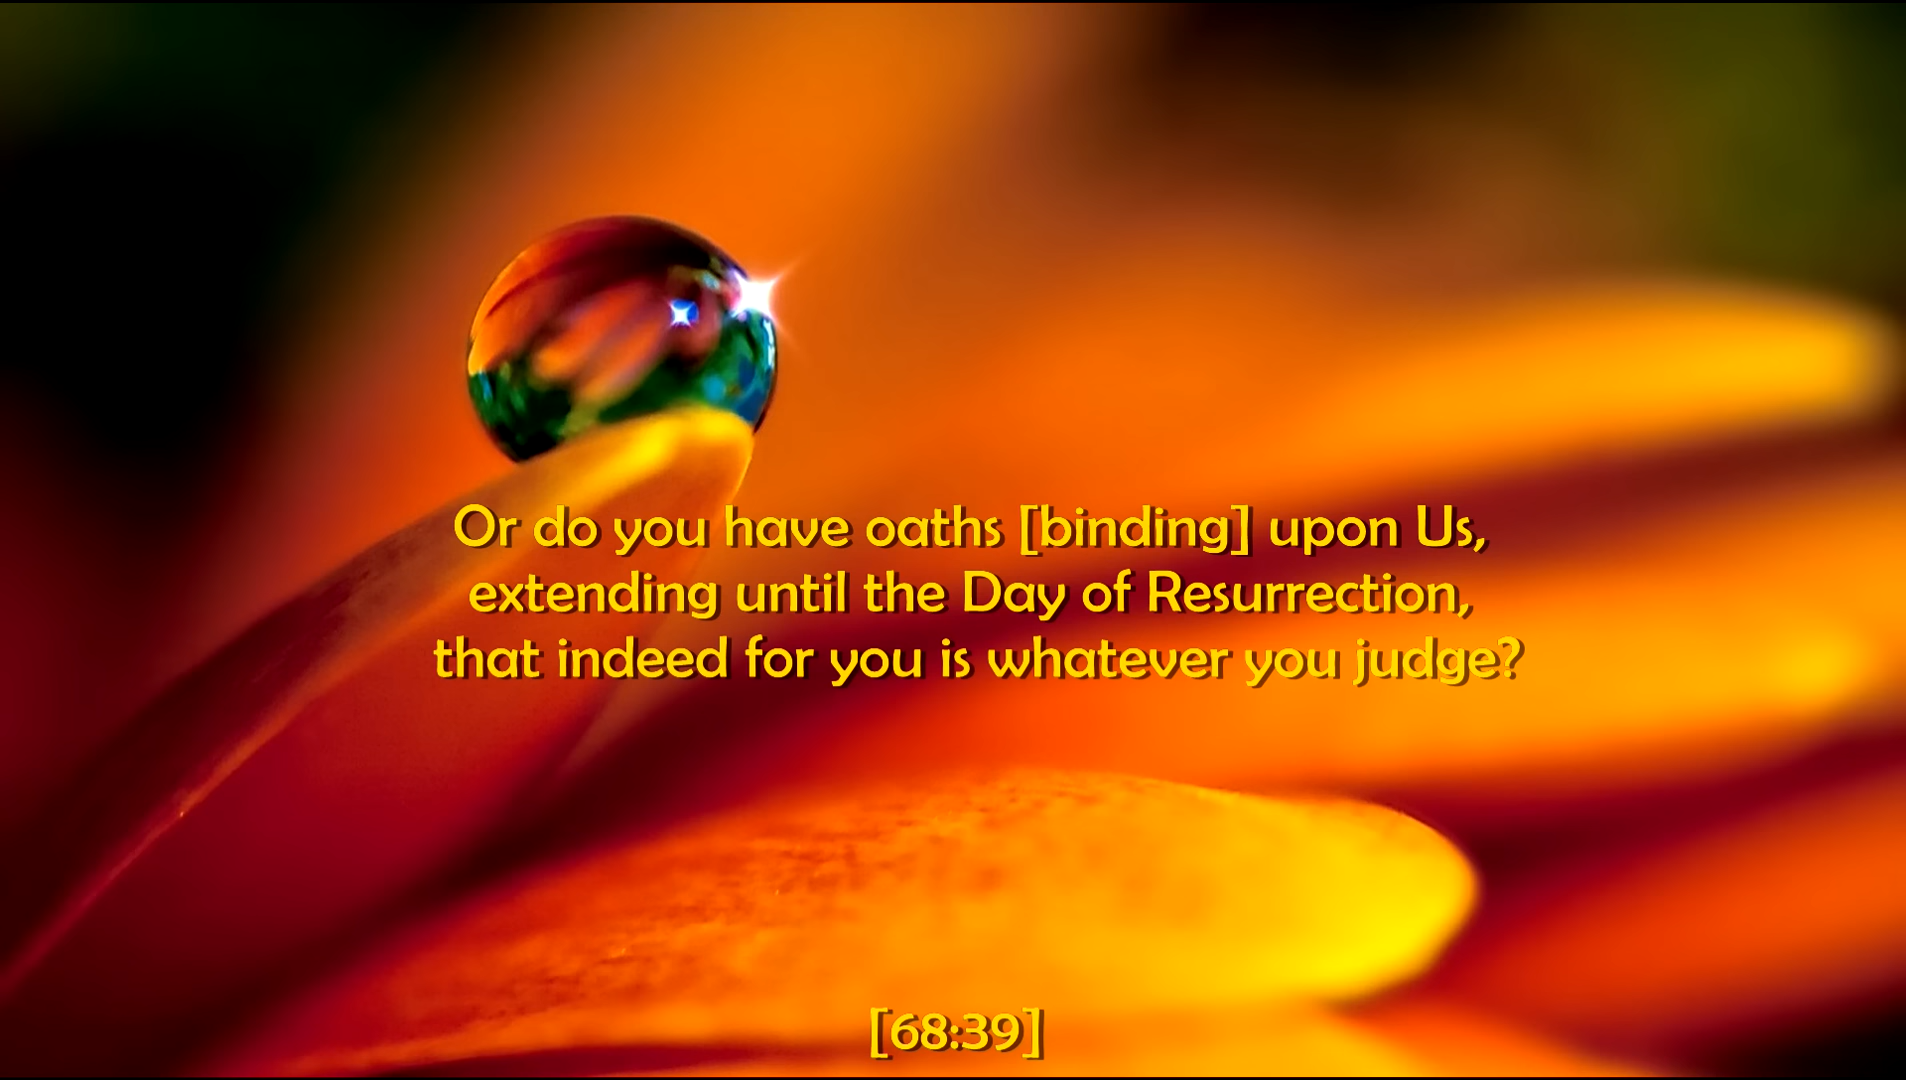 Or do you have oaths [binding] upon Us,
extending until the Day of Resurrection,
that indeed for you is whatever you judge?
[68:39]